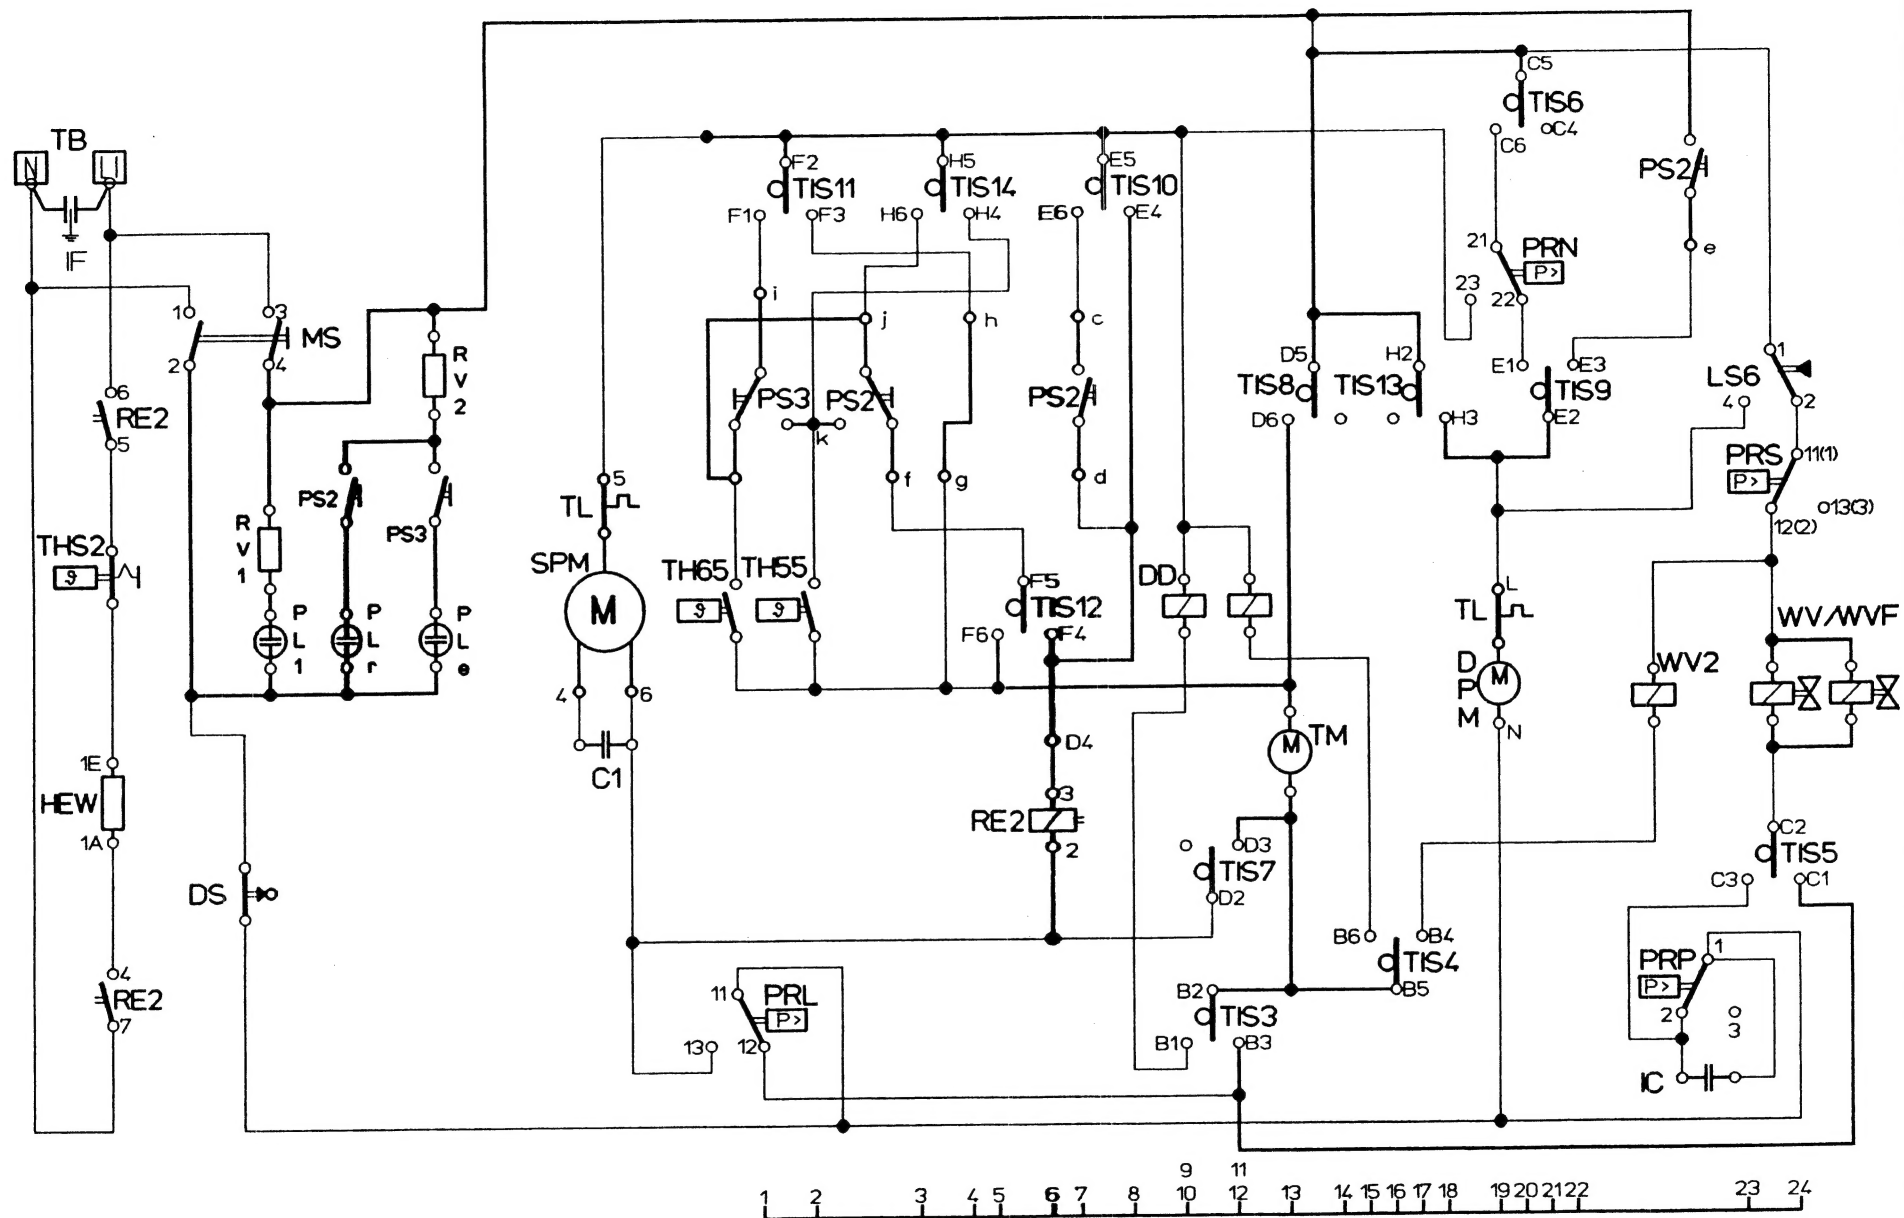 TB
N L
IF
1 3
MS
2 4
6
RE2
5
THS2
ϑ
1E
HEW
1A
4
RE2
7
DS
R
V
2
PS2
PS3
R
V
1
P
L
1
P
L
r
P
L
e
5
TL
SPM
M
4 6
C1
F2
TIS11
F1 F3
H5
TIS14
H6 H4
E5
TIS10
E6 E4
i
j
h
c
PS3
PS2
k
PS2
f
g
d
TH65
ϑ
TH55
ϑ
F5
TIS12
F6 F4
DD
D4
3
RE2
2
C5
TIS6
C6 C4
PS2
e
21
PRN
P>
23
22
D5
TIS8
D6
H2
TIS13
H3
E1 E3
TIS9
E2
1
LS6
4 2
PRS
P>
11(1)
12(2)
13(3)
L
TL
D
P
M
M
N
WV/WVF
WV2
M
TM
D3
TIS7
D2
B6 B4
TIS4
B5
B2
TIS3
B1 B3
11
PRL
P>
13 12
C2
TIS5
C3 C1
1
PRP
P>
2
3
IC
9 11
1 2 3 4 5 6 7 8 10 12 13 14 15 16 17 18 19 20 21 22 23 24